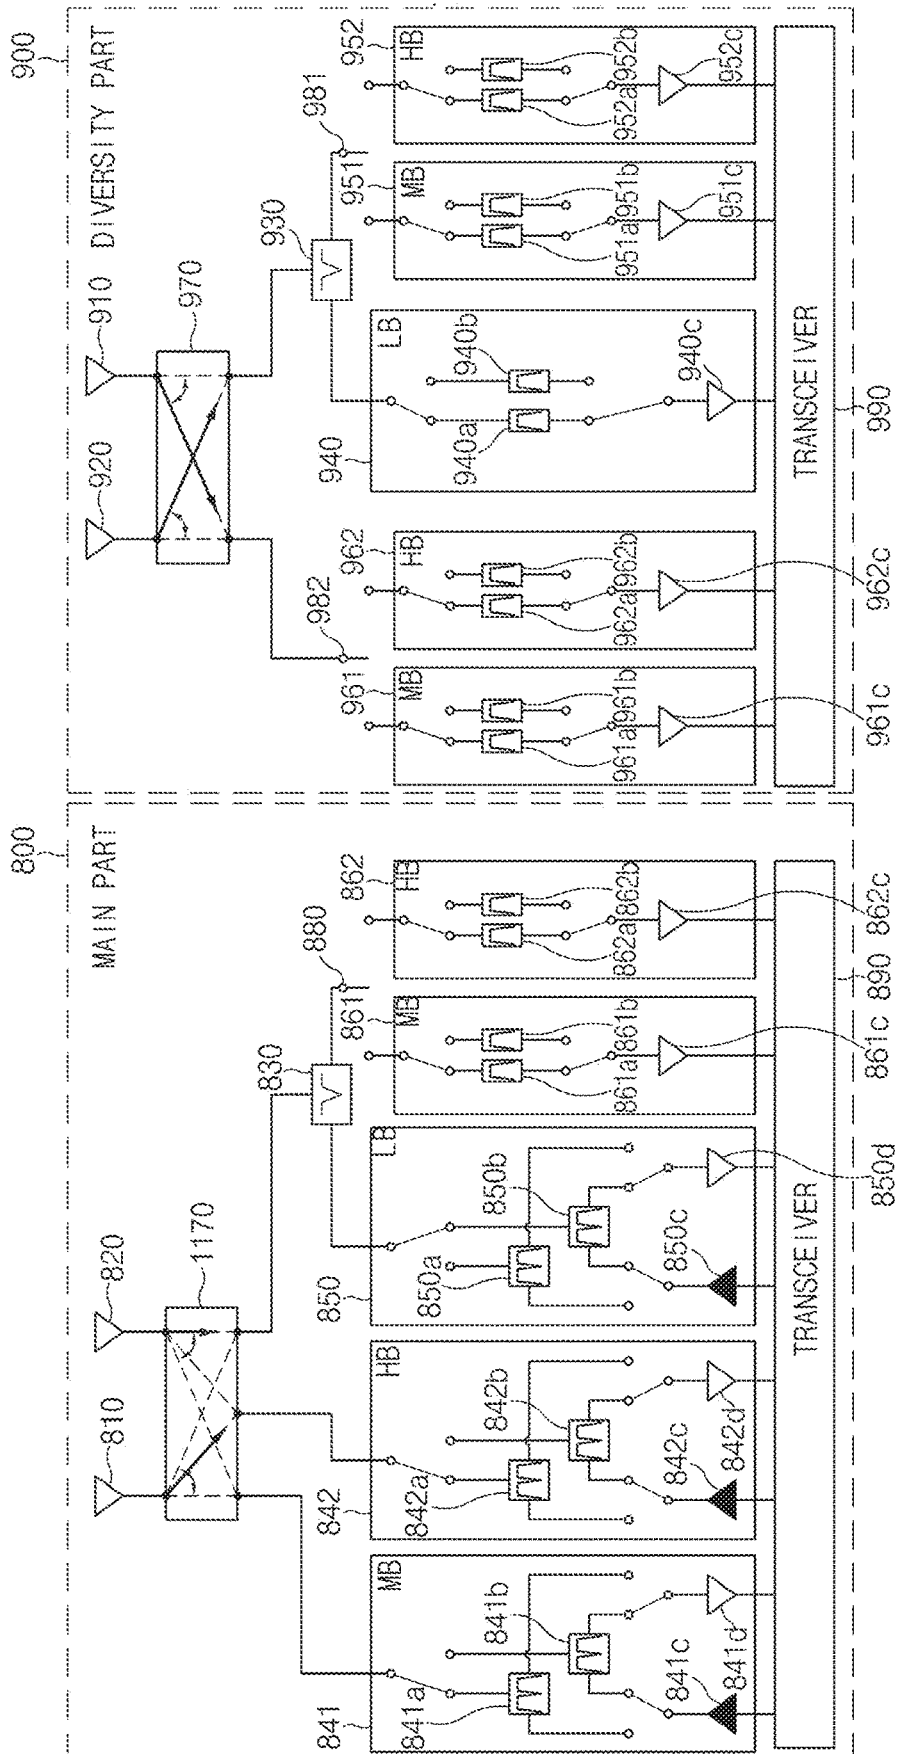 800
MAIN PART
810
820
1170
830
880
841
MB
841a
841b
841c
841d
842
HB
842a
842b
842c
842d
850
LB
850a
850b
850c
850d
861
MB
861a
861b
861c
862
HB
862a
862b
862c
TRANSCEIVER
890
900
DIVERSITY PART
920
910
970
982
930
981
961
MB
961a
961b
961c
962
HB
962a
962b
962c
940
LB
940a
940b
940c
951
MB
951a
951b
951c
952
HB
952a
952b
952c
TRANSCEIVER
990